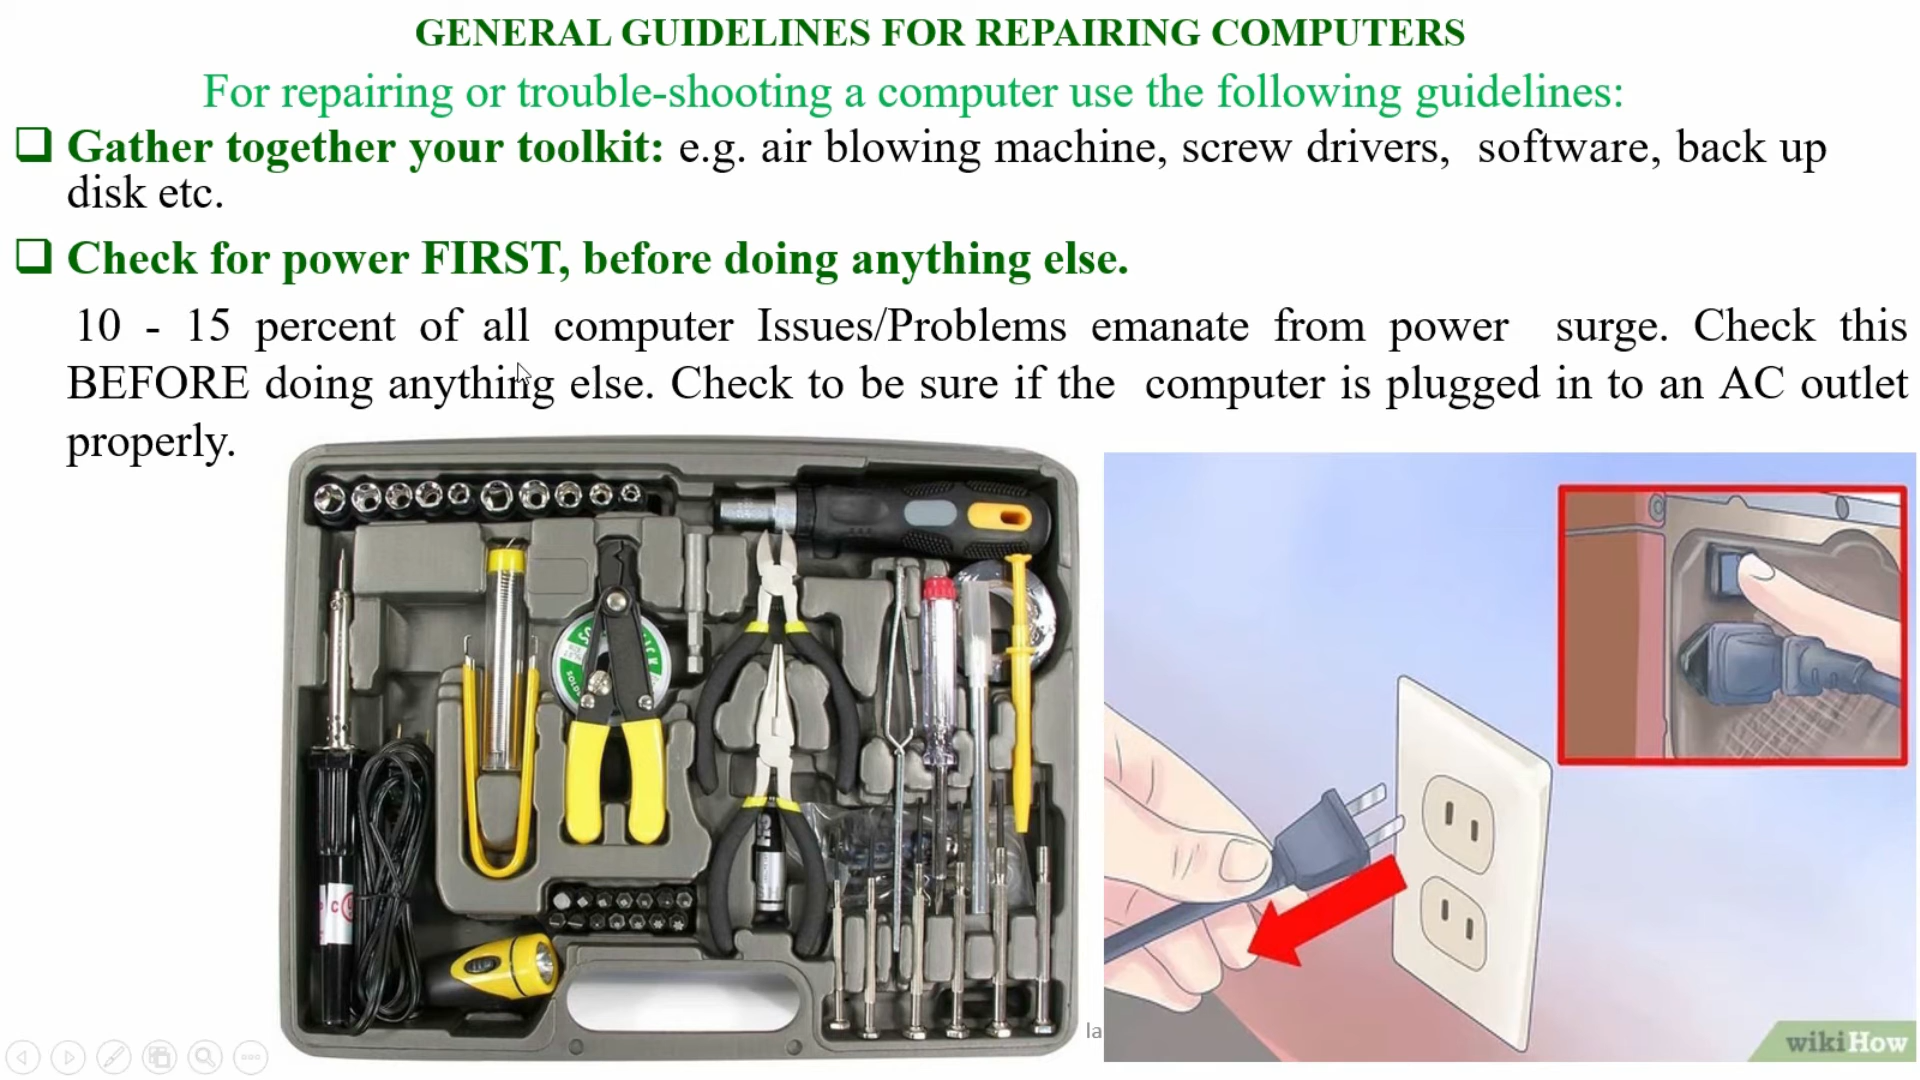 GENERAL GUIDELINES FOR REPAIRING COMPUTERS
For repairing or trouble-shooting a computer use the following guidelines:
Gather together your toolkit: e.g. air blowing machine, screw drivers, software, back up
disk etc.
Check for power FIRST, before doing anything else.
10 - 15 percent of all computer Issues/Problems emanate from power surge. Check this
BEFORE doing anything else. Check to be sure if the computer is plugged in to an AC outlet
properly.
la
wikiHow